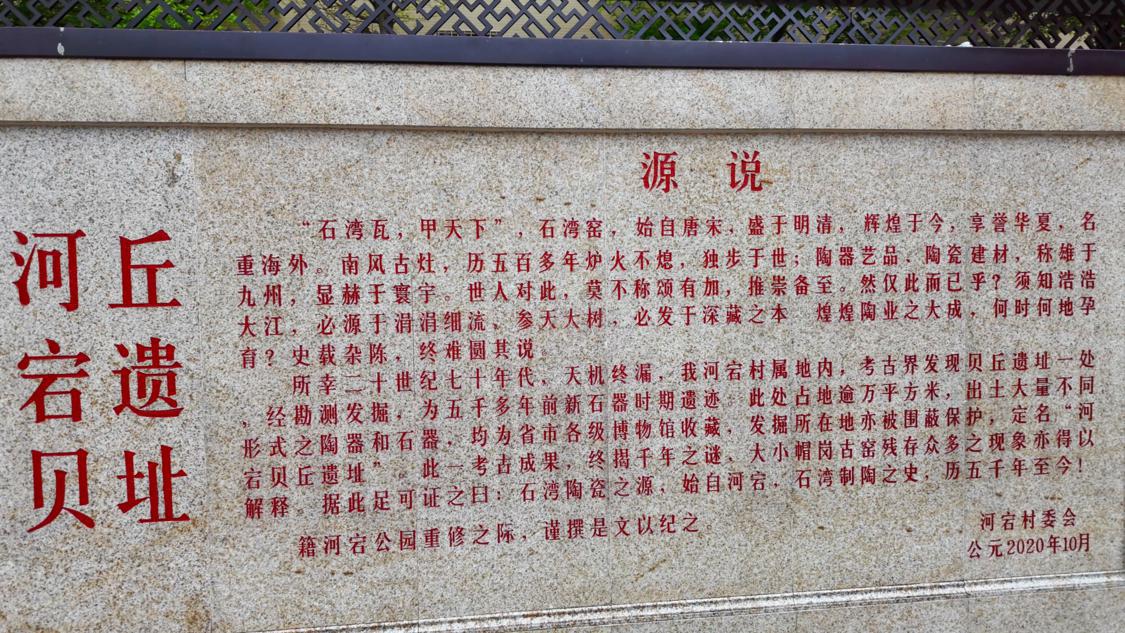 河宕贝
丘遗址
源说
“石湾瓦，甲天下”，石湾窑，始自唐宋，盛于明清，辉煌于今，享誉华夏，名
重海外。南风古灶，历五百多年炉火不熄，独步于世；陶器艺品、陶瓷建材，称雄于
九州，显赫于寰宇。世人对此，莫不称颂有加，推崇备至。然仅此而已乎？须知浩浩
大江，必源于涓涓细流，参天大树，必发于深藏之本 煌煌陶业之大成，何时何地孕
育？史载杂陈，终难圆其说。
所幸二十世纪七十年代，天机终漏，我河宕村属地内，考古界发现贝丘遗址一处
，经勘测发掘，为五千多年前新石器时期遗迹。此处占地逾万平方米，出土大量不同
形式之陶器和石器，均为省市各级博物馆收藏，发掘所在地亦被围蔽保护，定名“河
宕贝丘遗址”。此一考古成果，终揭千年之谜，大小帽岗古窑残存众多之现象亦得以
解释。据此足可证之曰：石湾陶瓷之源，始自河宕，石湾制陶之史，历五千年至今！
籍河宕公园重修之际，谨撰是文以纪之
河宕村委会
公元2020年10月